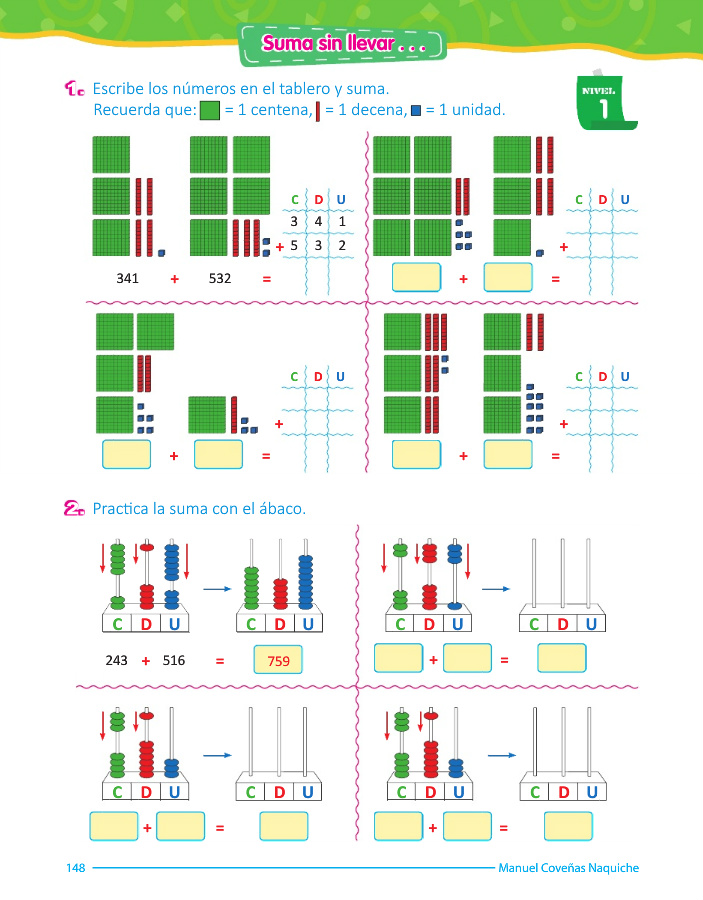 Suma sin llevar . . .
1. Escribe los números en el tablero y suma.
Recuerda que: = 1 centena, = 1 decena, = 1 unidad.
NIVEL
1
C D U
3 4 1
+ 5 3 2
341 + 532 =
C D U
+
+ =
C D U
+
+ =
C D U
+
+ =
2. Practica la suma con el ábaco.
C D U C D U
243 + 516 = 759
C D U C D U
+ =
C D U C D U
+ =
C D U C D U
+ =
148 Manuel Coveñas Naquiche